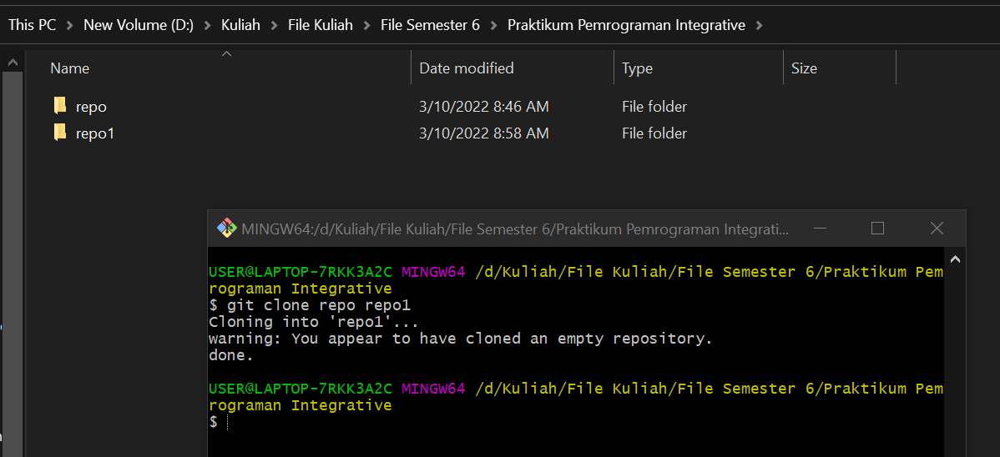 This PC > New Volume (D:) > Kuliah > File Kuliah > File Semester 6 > Praktikum Pemrograman Integrative >
Name Date modified Type Size
repo 3/10/2022 8:46 AM File folder
repo1 3/10/2022 8:58 AM File folder
MINGW64:/d/Kuliah/File Kuliah/File Semester 6/Praktikum Pemrograman Integrati...
USER@LAPTOP-7RKK3A2C MINGW64 /d/Kuliah/File Kuliah/File Semester 6/Praktikum Pem
rograman Integrative
$ git clone repo repo1
Cloning into 'repo1'...
warning: You appear to have cloned an empty repository.
done.
USER@LAPTOP-7RKK3A2C MINGW64 /d/Kuliah/File Kuliah/File Semester 6/Praktikum Pem
rograman Integrative
$